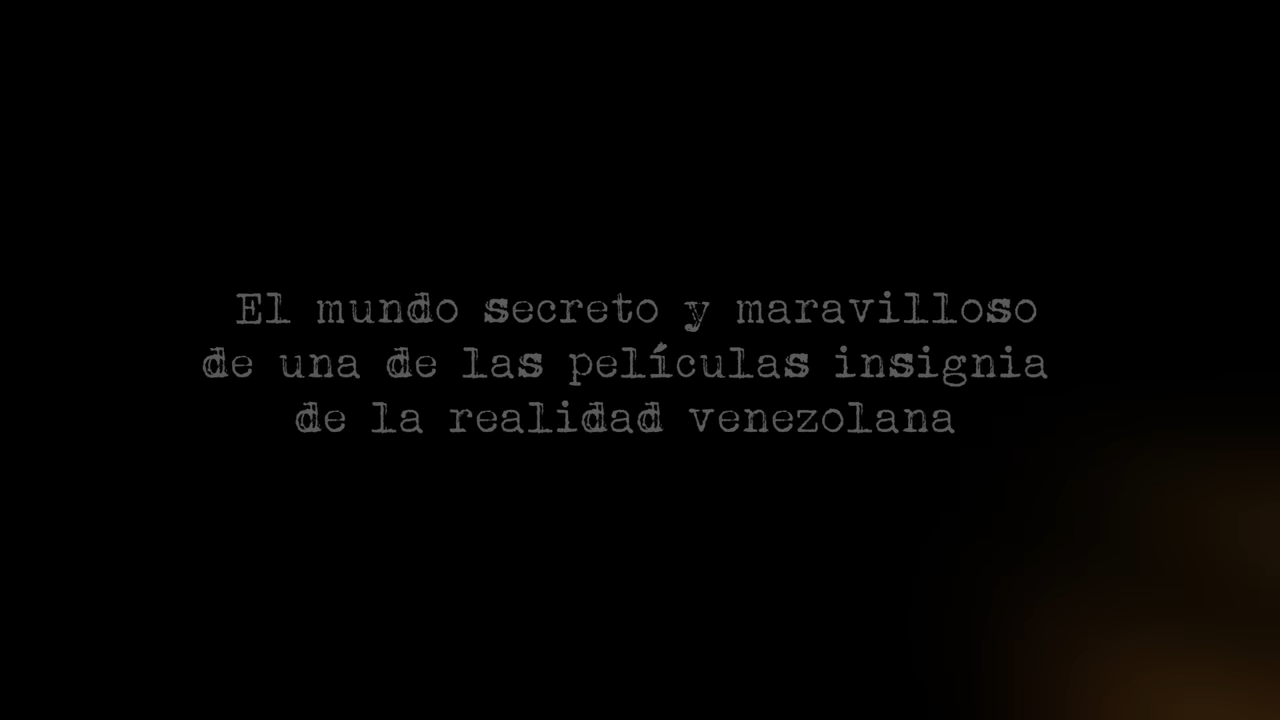 El mundo secreto y maravilloso
de una de las películas insignia
de la realidad venezolana